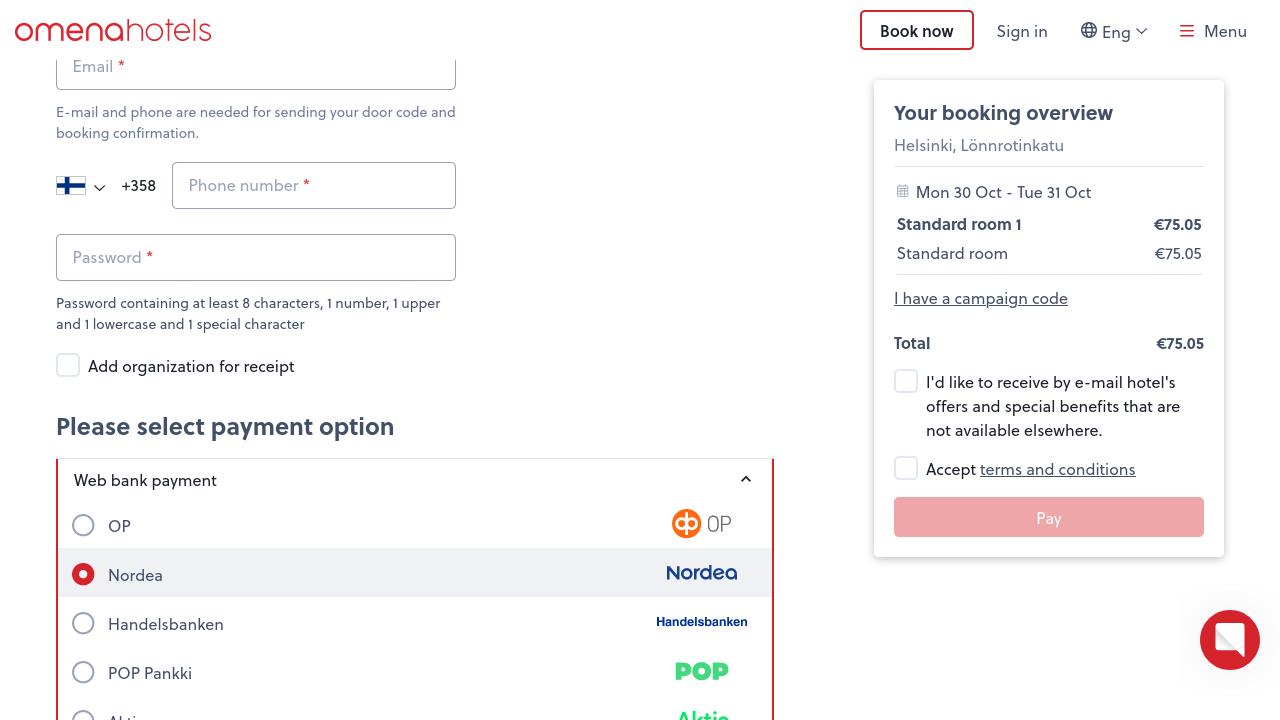 omenahotels
Book now
Sign in
Eng
Menu
Email *
E-mail and phone are needed for sending your door code and
booking confirmation.
+358
Phone number *
Password *
Password containing at least 8 characters, 1 number, 1 upper
and 1 lowercase and 1 special character
Add organization for receipt
Please select payment option
Web bank payment
OP
OP
Nordea
Nordea
Handelsbanken
Handelsbanken
POP Pankki
POP
Aktia
Aktia
Your booking overview
Helsinki, Lönnrotinkatu
Mon 30 Oct - Tue 31 Oct
Standard room 1 €75.05
Standard room €75.05
I have a campaign code
Total €75.05
I'd like to receive by e-mail hotel's
offers and special benefits that are
not available elsewhere.
Accept terms and conditions
Pay